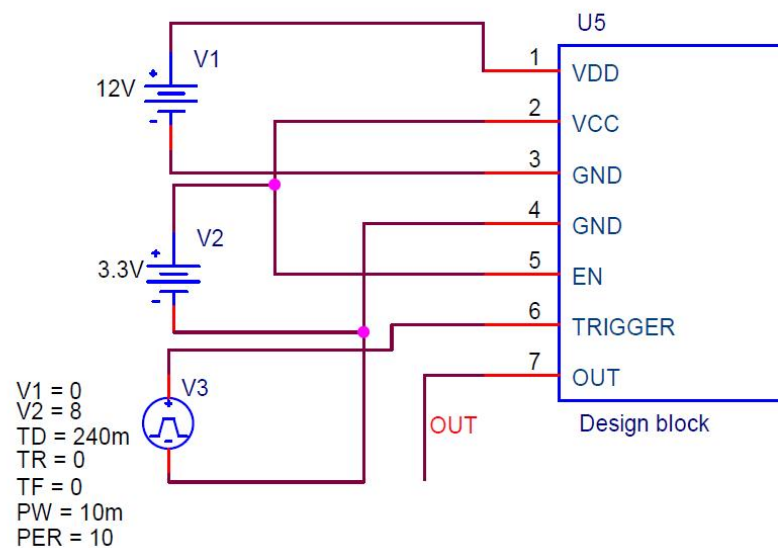 U5
V1
12V
1
VDD
2
VCC
3
GND
4
GND
V2
3.3V
5
EN
6
TRIGGER
7
OUT
V3
V1 = 0
V2 = 8
TD = 240m
TR = 0
TF = 0
PW = 10m
PER = 10
OUT
Design block